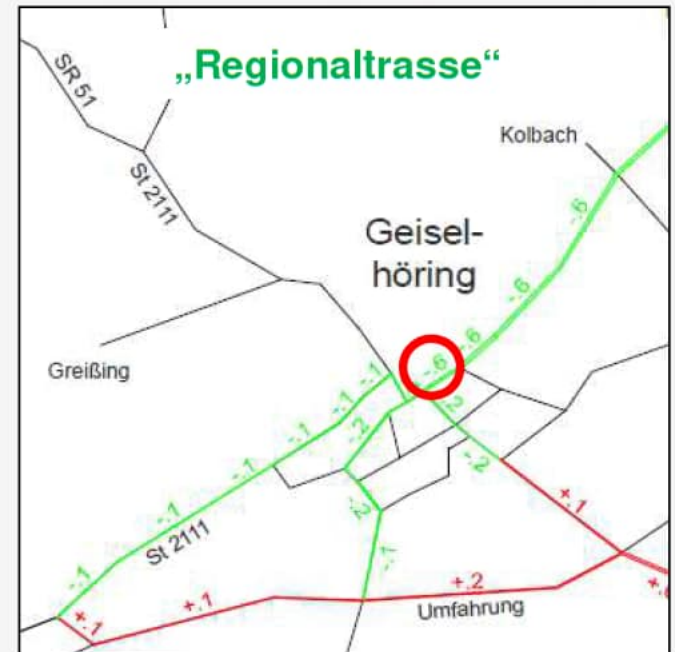 „Regionaltrasse“
SR 51
St 2111
Kolbach
-.6
Geisel-
höring
-.6
-.6
-.6
Greißing
-.1
-.1
-.1
-.1
-.1
-.1
St 2111
-.2
-.2
-.2
-.2
-.1
+.1
+.1
+.1
+.2
Umfahrung